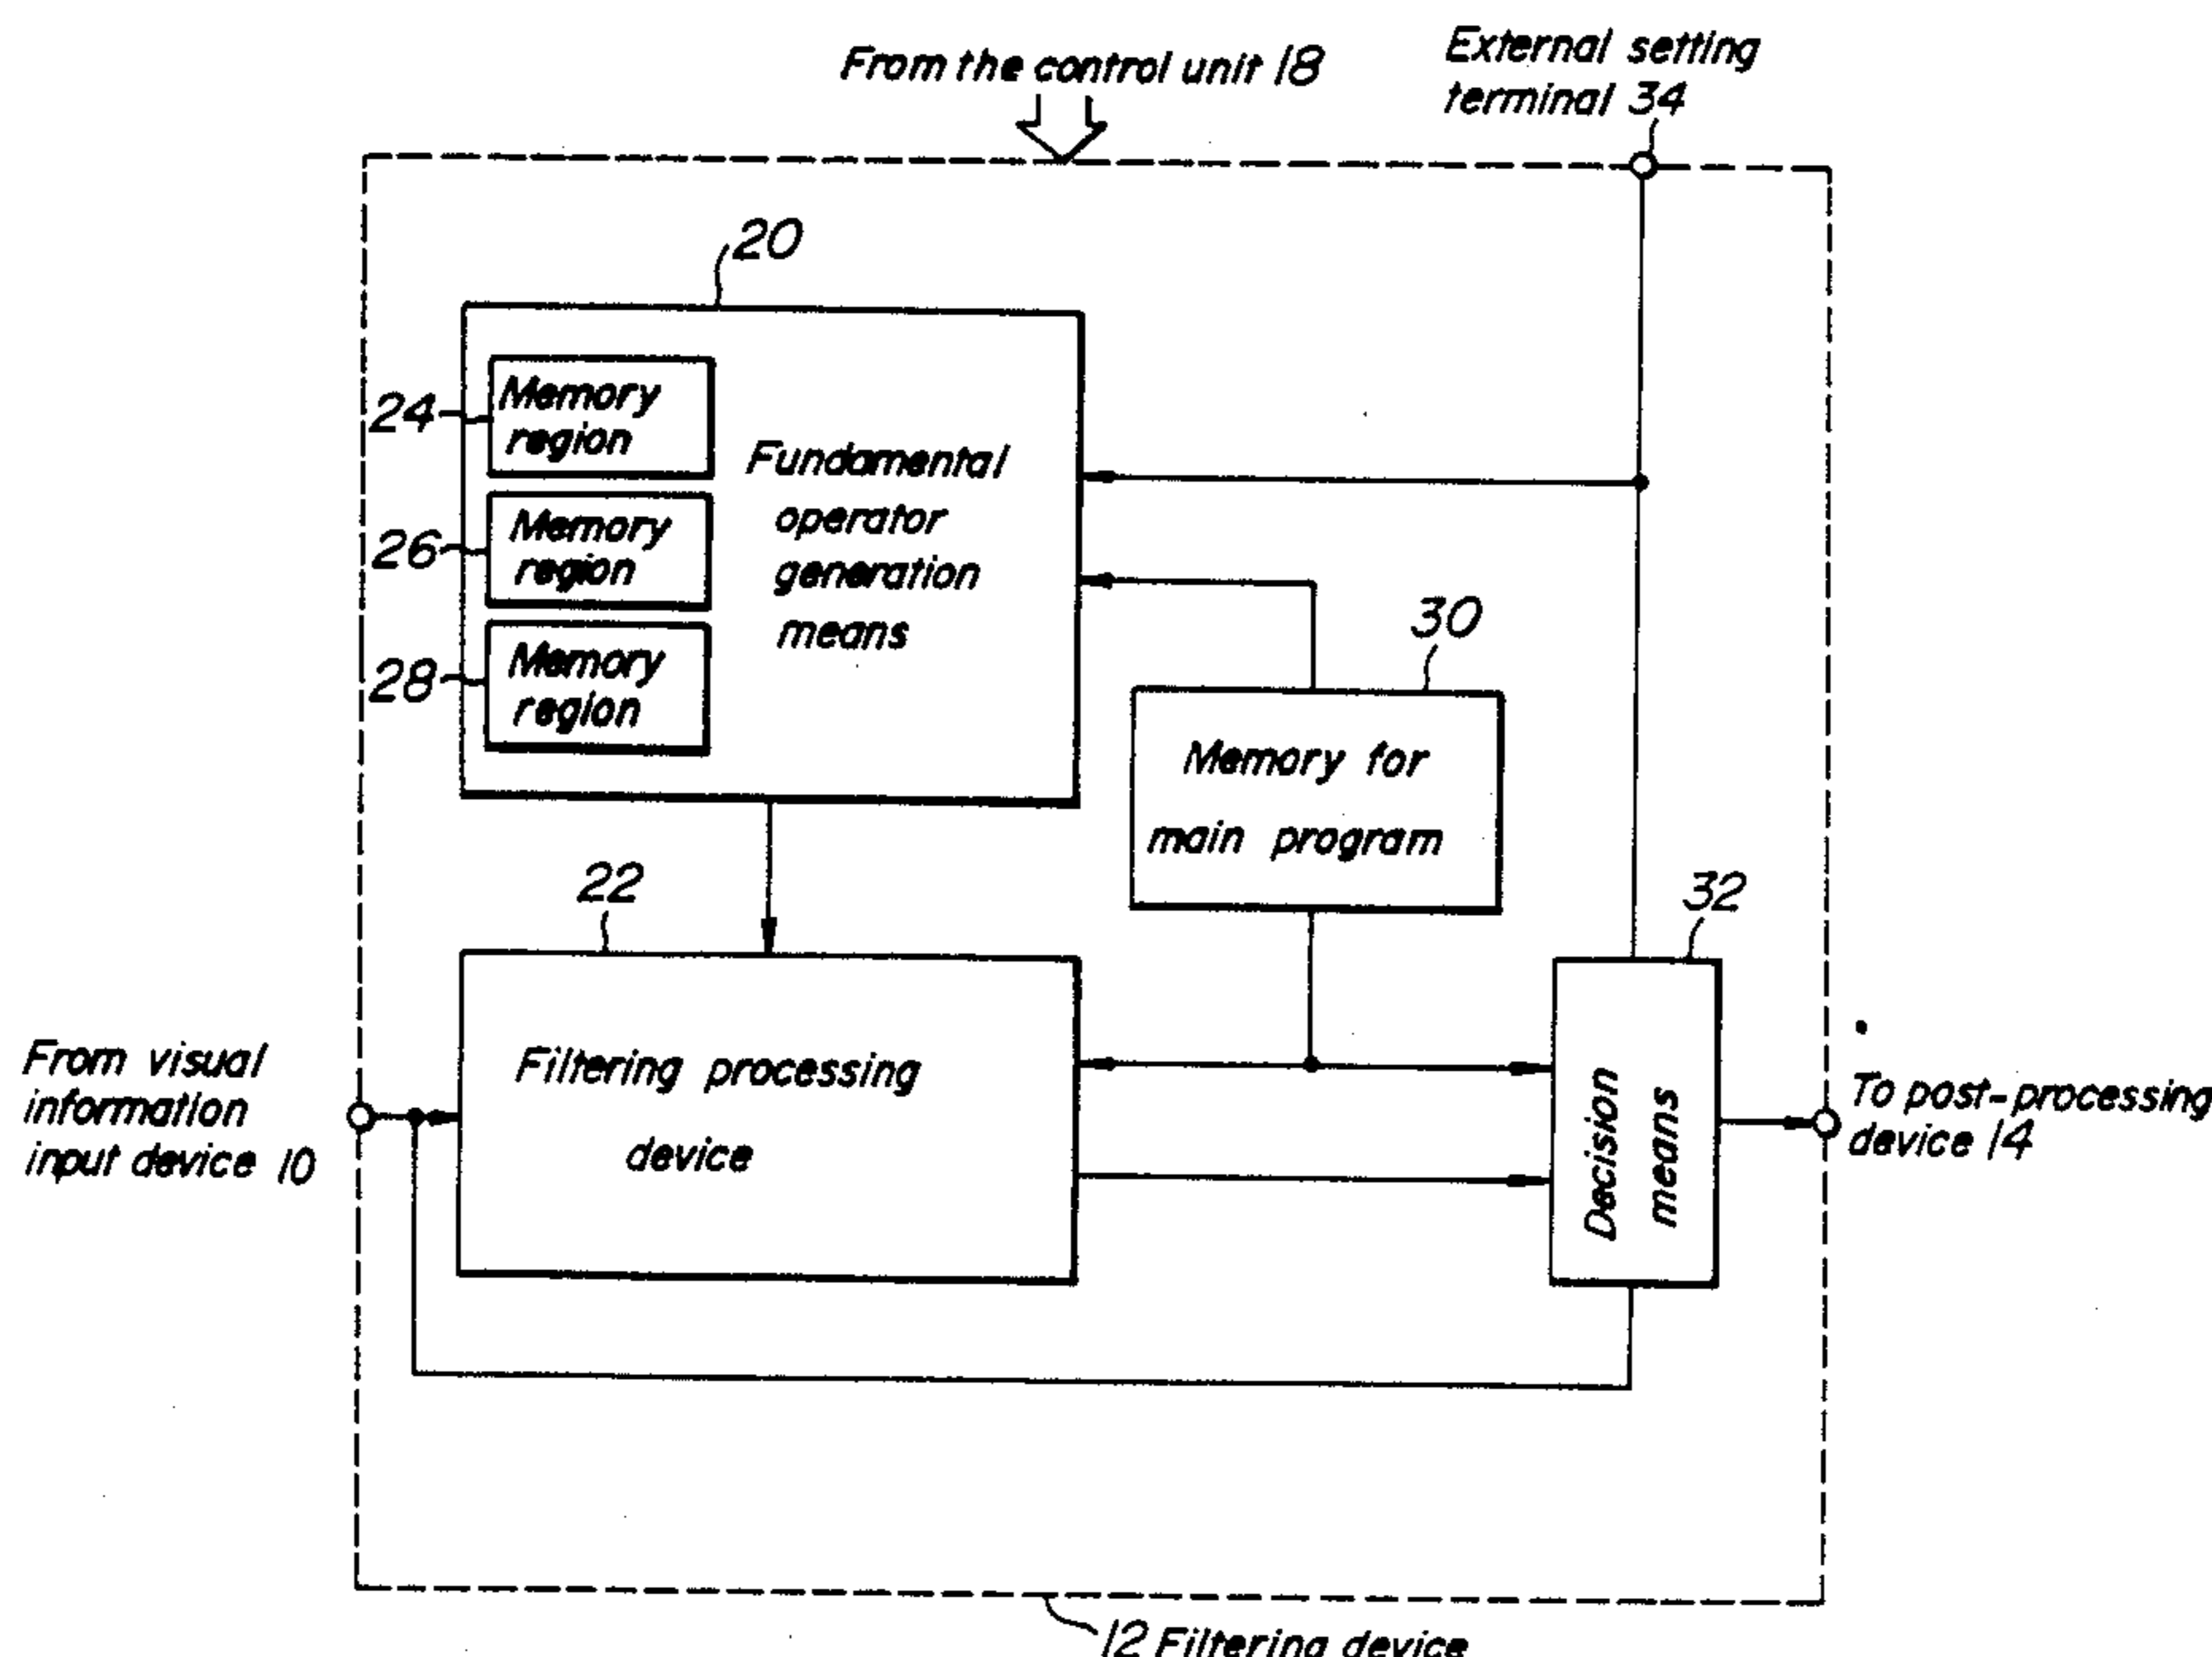 From the control unit 18
External setting
terminal 34
20
24
Memory
region
26
Memory
region
28
Memory
region
Fundamental
operator
generation
means
30
Memory for
main program
22
Filtering processing
device
32
Decision
means
From visual
information
input device 10
To post-processing
device 14
12 Filtering device